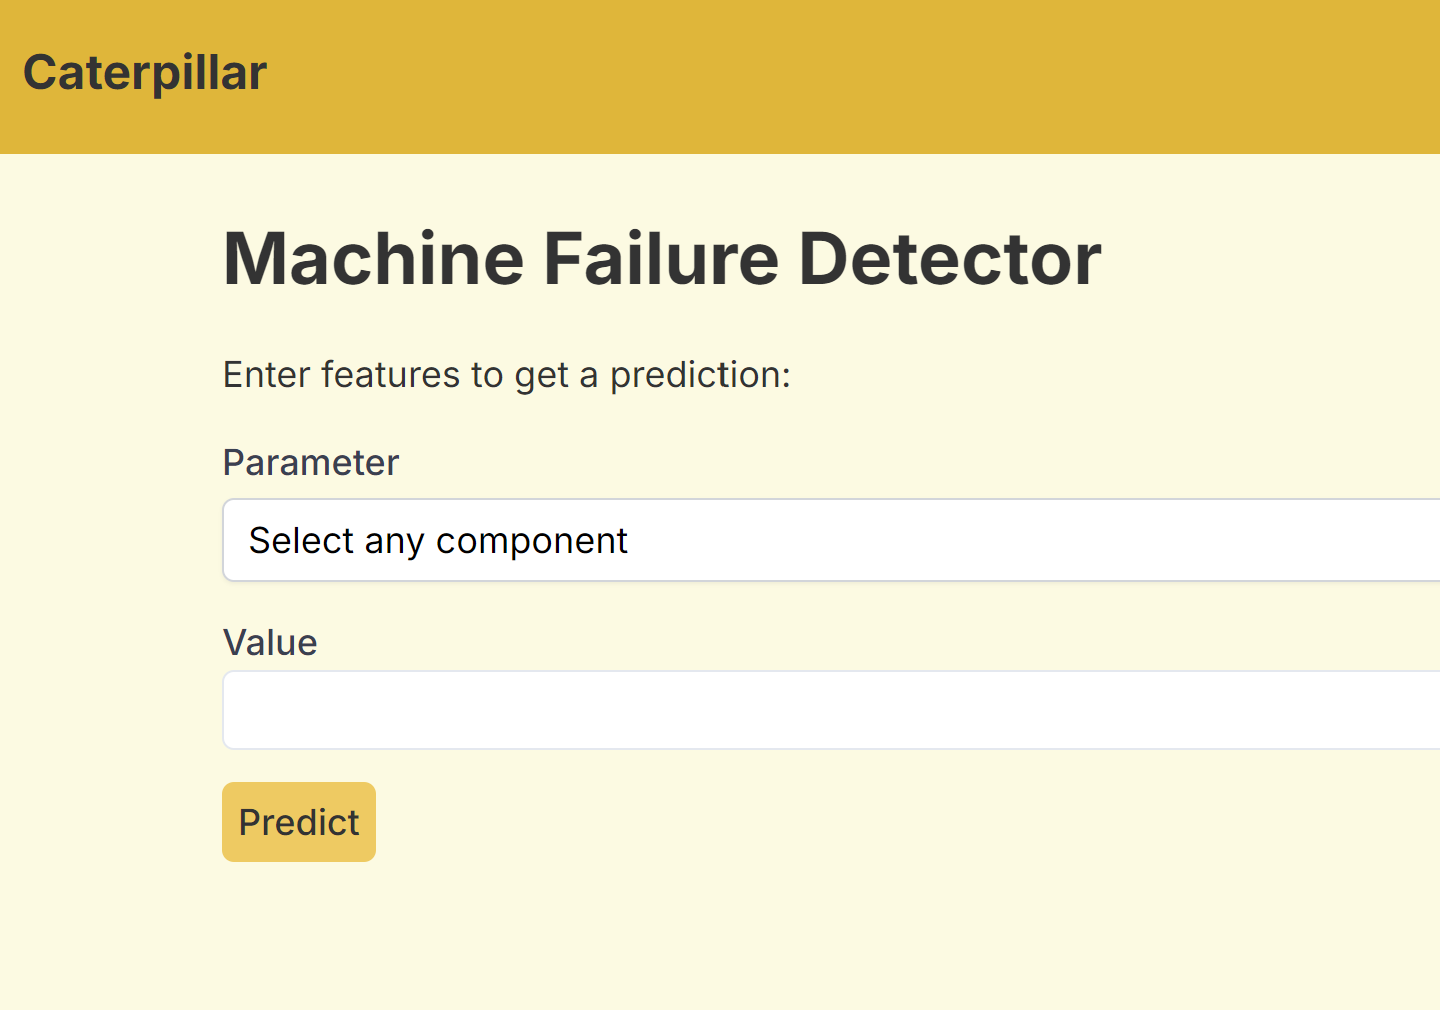 Caterpillar
Machine Failure Detector
Enter features to get a prediction:
Parameter
Select any component
Value
Predict